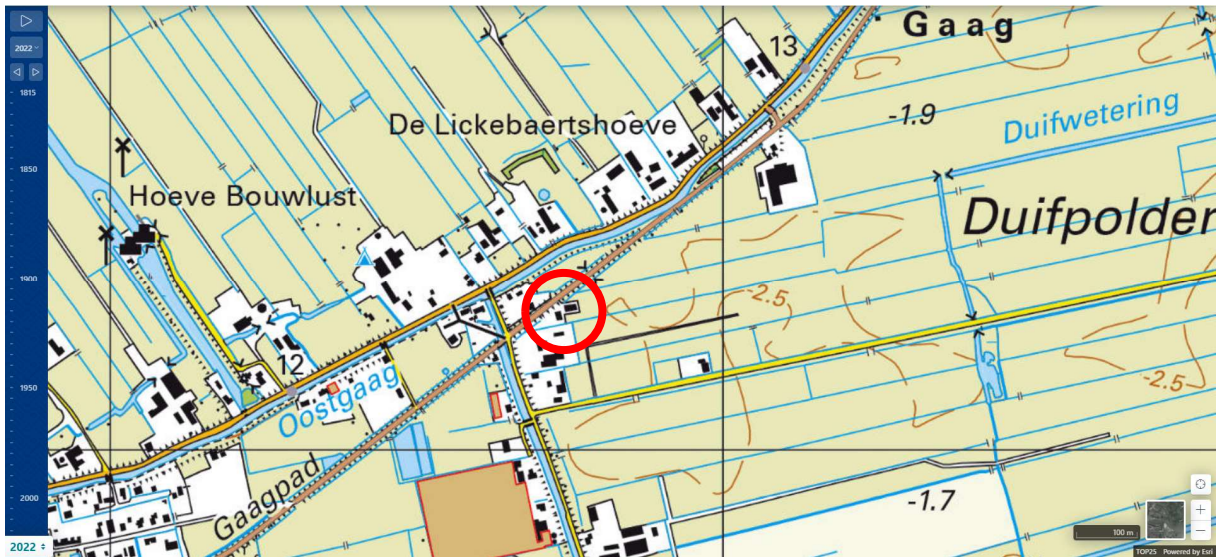 2022
1815
1850
1900
1950
2000
2022
Gaag
13
De Lickebaertshoeve
-1.9
Duifwetering
Hoeve Bouwlust
Duifpolder
-2.5
12
Oostgaag
-2.5
Gaagpad
-1.7
100 m
TOP25 Powered by Esri